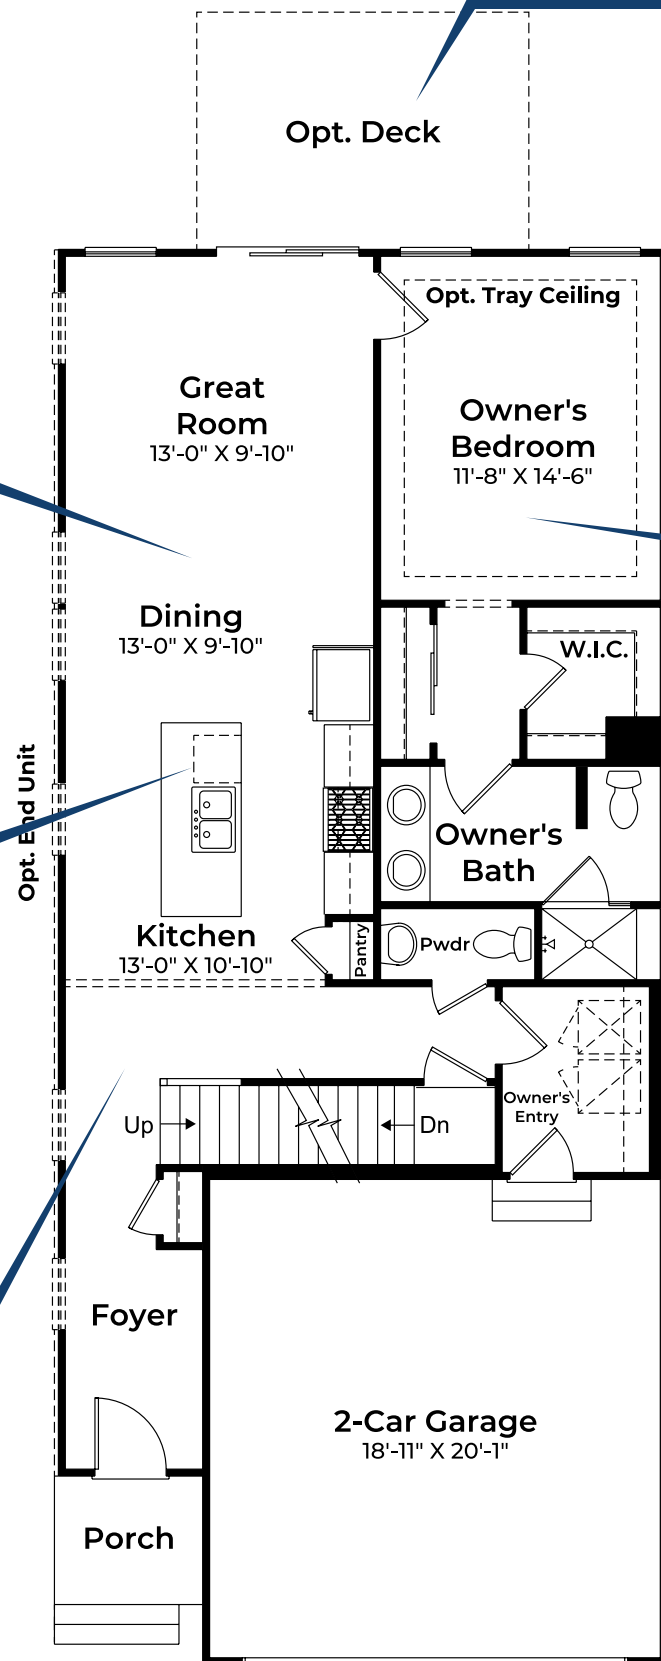 Opt. Deck
Opt. Tray Ceiling
Great
Room
13'-0" X 9'-10"
Owner's
Bedroom
11'-8" X 14'-6"
Dining
13'-0" X 9'-10"
W.I.C.
Opt. End Unit
Owner's
Bath
Kitchen
13'-0" X 10'-10"
Pantry
Pwdr
Owner's
Entry
Up
Dn
Foyer
2-Car Garage
18'-11" X 20'-1"
Porch